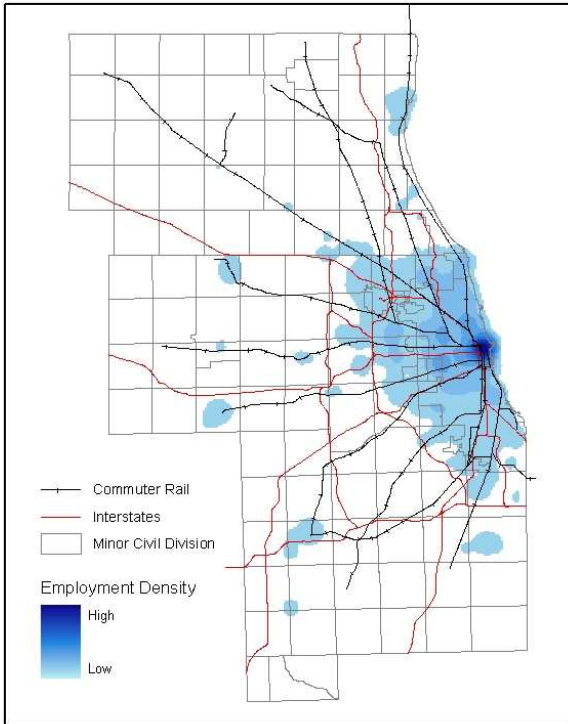 Commuter Rail
Interstates
Minor Civil Division
Employment Density
High
Low